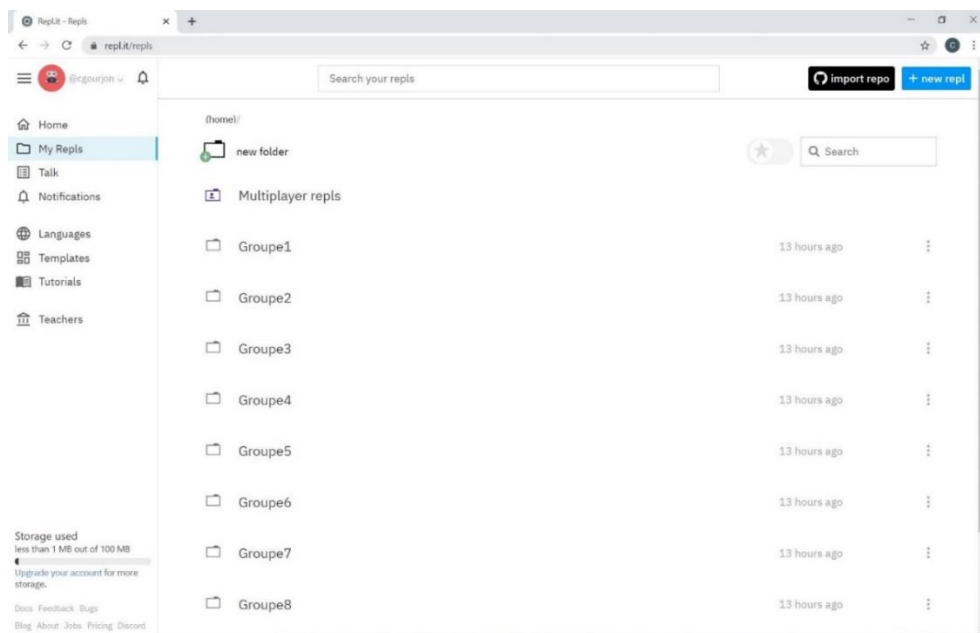 Repl.it - Repls
repl.it/repls
C
@cgourjon
Search your repls
import repo
+ new repl
Home
My Repls
Talk
Notifications
Languages
Templates
Tutorials
Teachers
Storage used
less than 1 MB out of 100 MB
Upgrade your account for more
storage.
Docs Feedback Bugs
Blog About Jobs Pricing Discord
(home)/
new folder
Search
Multiplayer repls
Groupe1 13 hours ago
Groupe2 13 hours ago
Groupe3 13 hours ago
Groupe4 13 hours ago
Groupe5 13 hours ago
Groupe6 13 hours ago
Groupe7 13 hours ago
Groupe8 13 hours ago